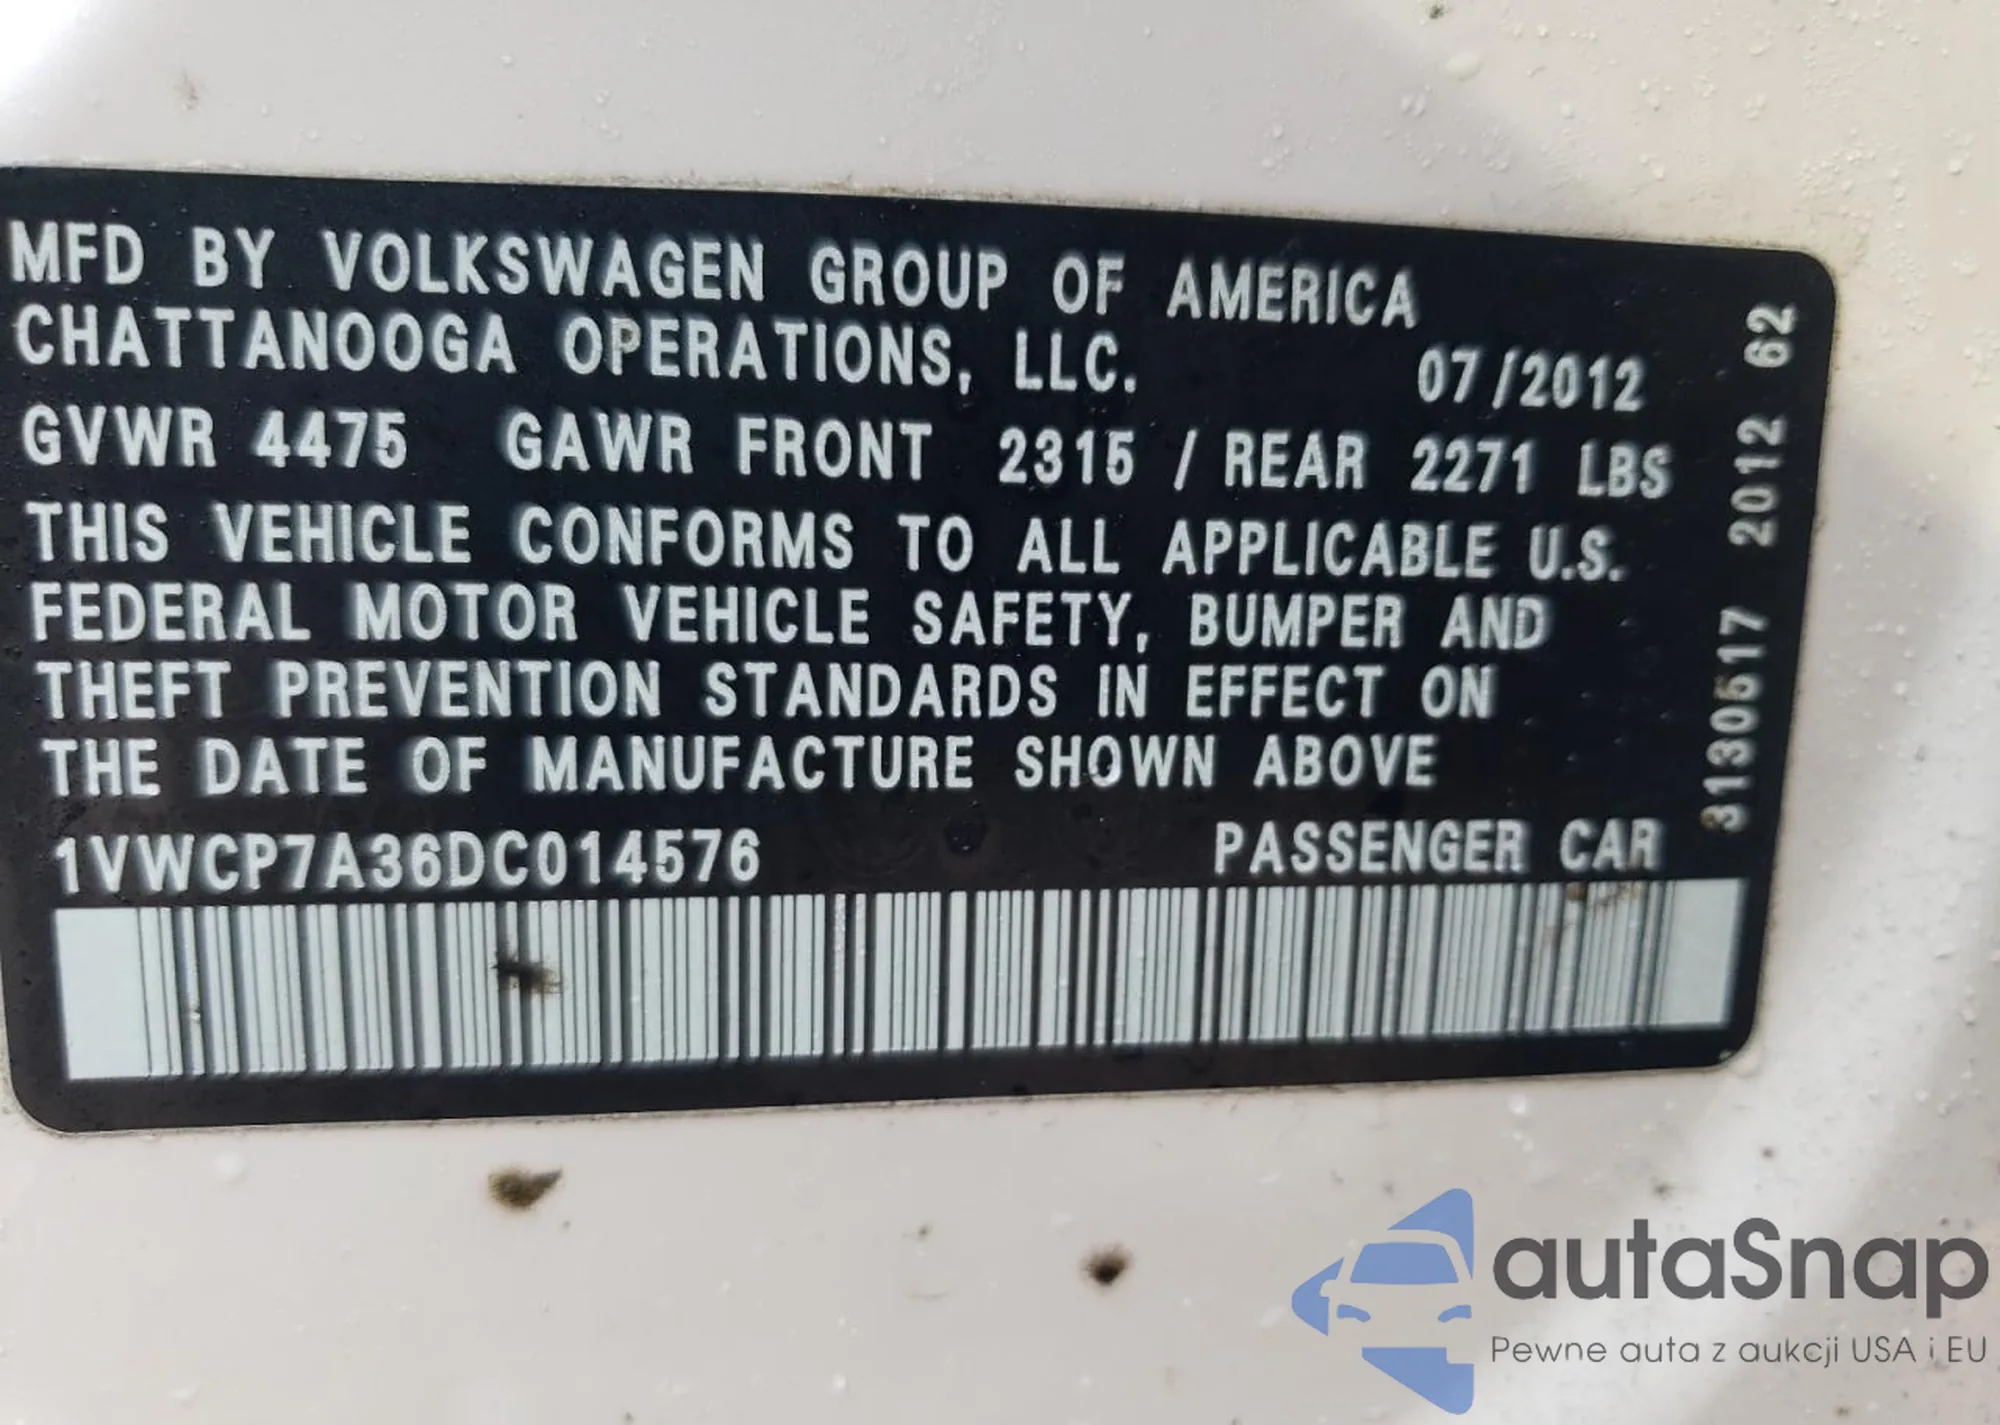 MFD BY VOLKSWAGEN GROUP OF AMERICA
CHATTANOOGA OPERATIONS, LLC. 07/2012
GVWR 4475 GAWR FRONT 2315 / REAR 2271 LBS
THIS VEHICLE CONFORMS TO ALL APPLICABLE U.S.
FEDERAL MOTOR VEHICLE SAFETY, BUMPER AND
THEFT PREVENTION STANDARDS IN EFFECT ON
THE DATE OF MANUFACTURE SHOWN ABOVE
1VWCP7A36DC014576 PASSENGER CAR
2012 62
autaSnap
Pewne auta z aukcji USA i EU